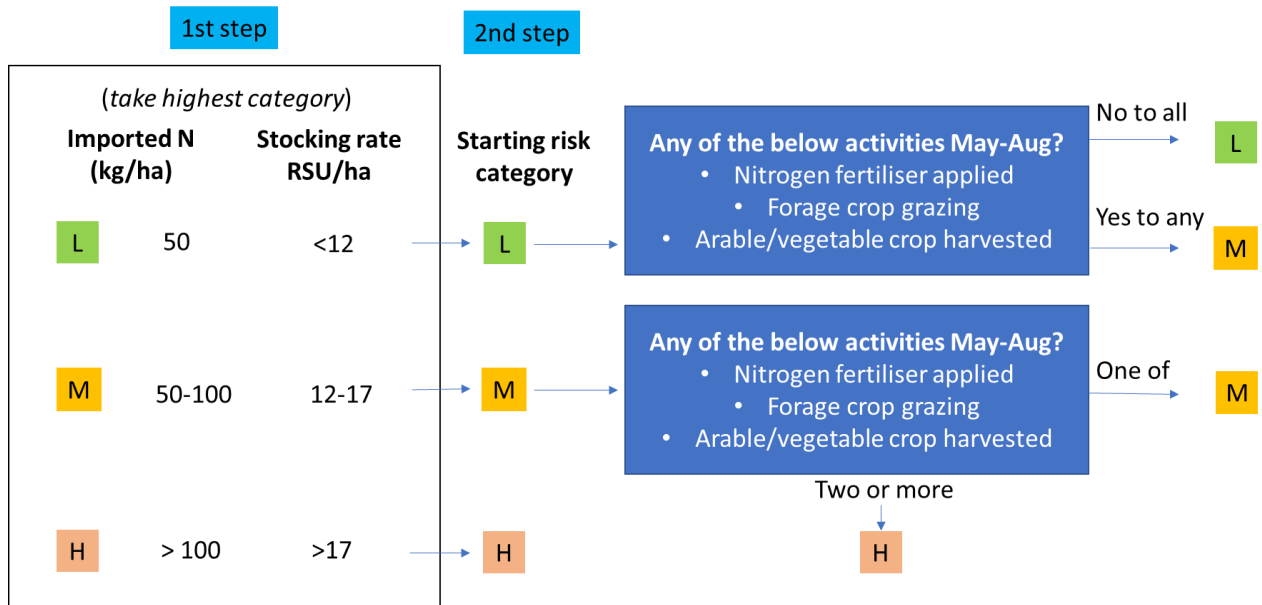 1st step
2nd step
(take highest category)
Imported N
(kg/ha)
Stocking rate
RSU/ha
Starting risk
category
L
50
<12
L
Any of the below activities May-Aug?
• Nitrogen fertiliser applied
• Forage crop grazing
• Arable/vegetable crop harvested
No to all
L
Yes to any
M
M
50-100
12-17
M
Any of the below activities May-Aug?
• Nitrogen fertiliser applied
• Forage crop grazing
• Arable/vegetable crop harvested
One of
M
Two or more
H
H
> 100
>17
H